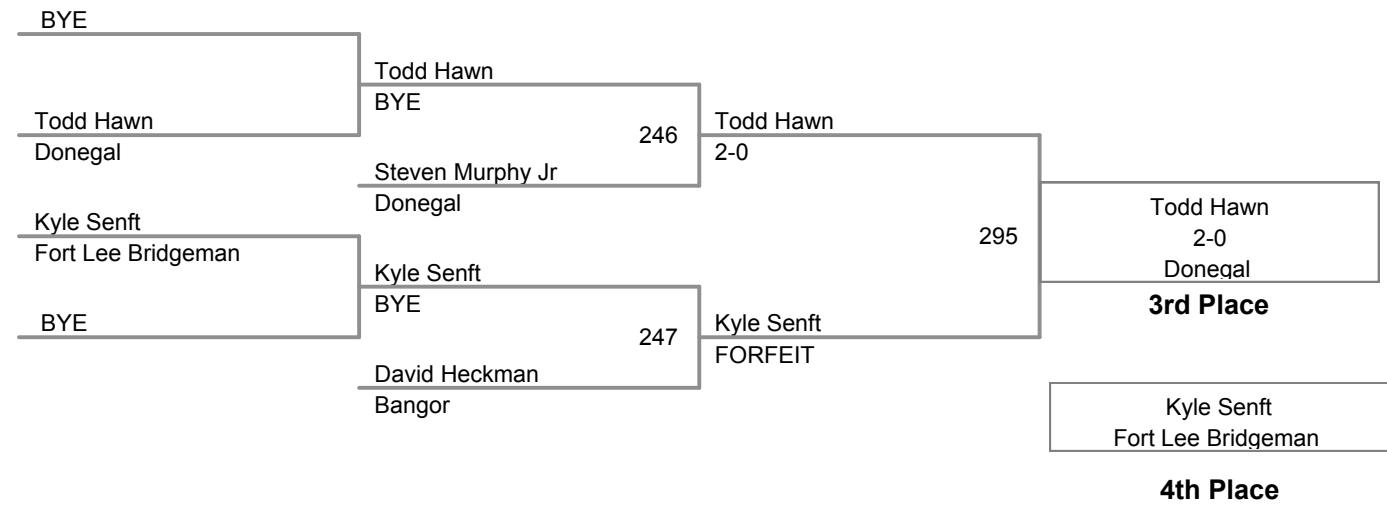 BYE
Todd Hawn
BYE
Todd Hawn
Donegal
246
Todd Hawn
2-0
Steven Murphy Jr
Donegal
Kyle Senft
Fort Lee Bridgeman
295
Todd Hawn
2-0
Donegal
3rd Place
Kyle Senft
BYE
BYE
247
Kyle Senft
FORFEIT
David Heckman
Bangor
Kyle Senft
Fort Lee Bridgeman
4th Place